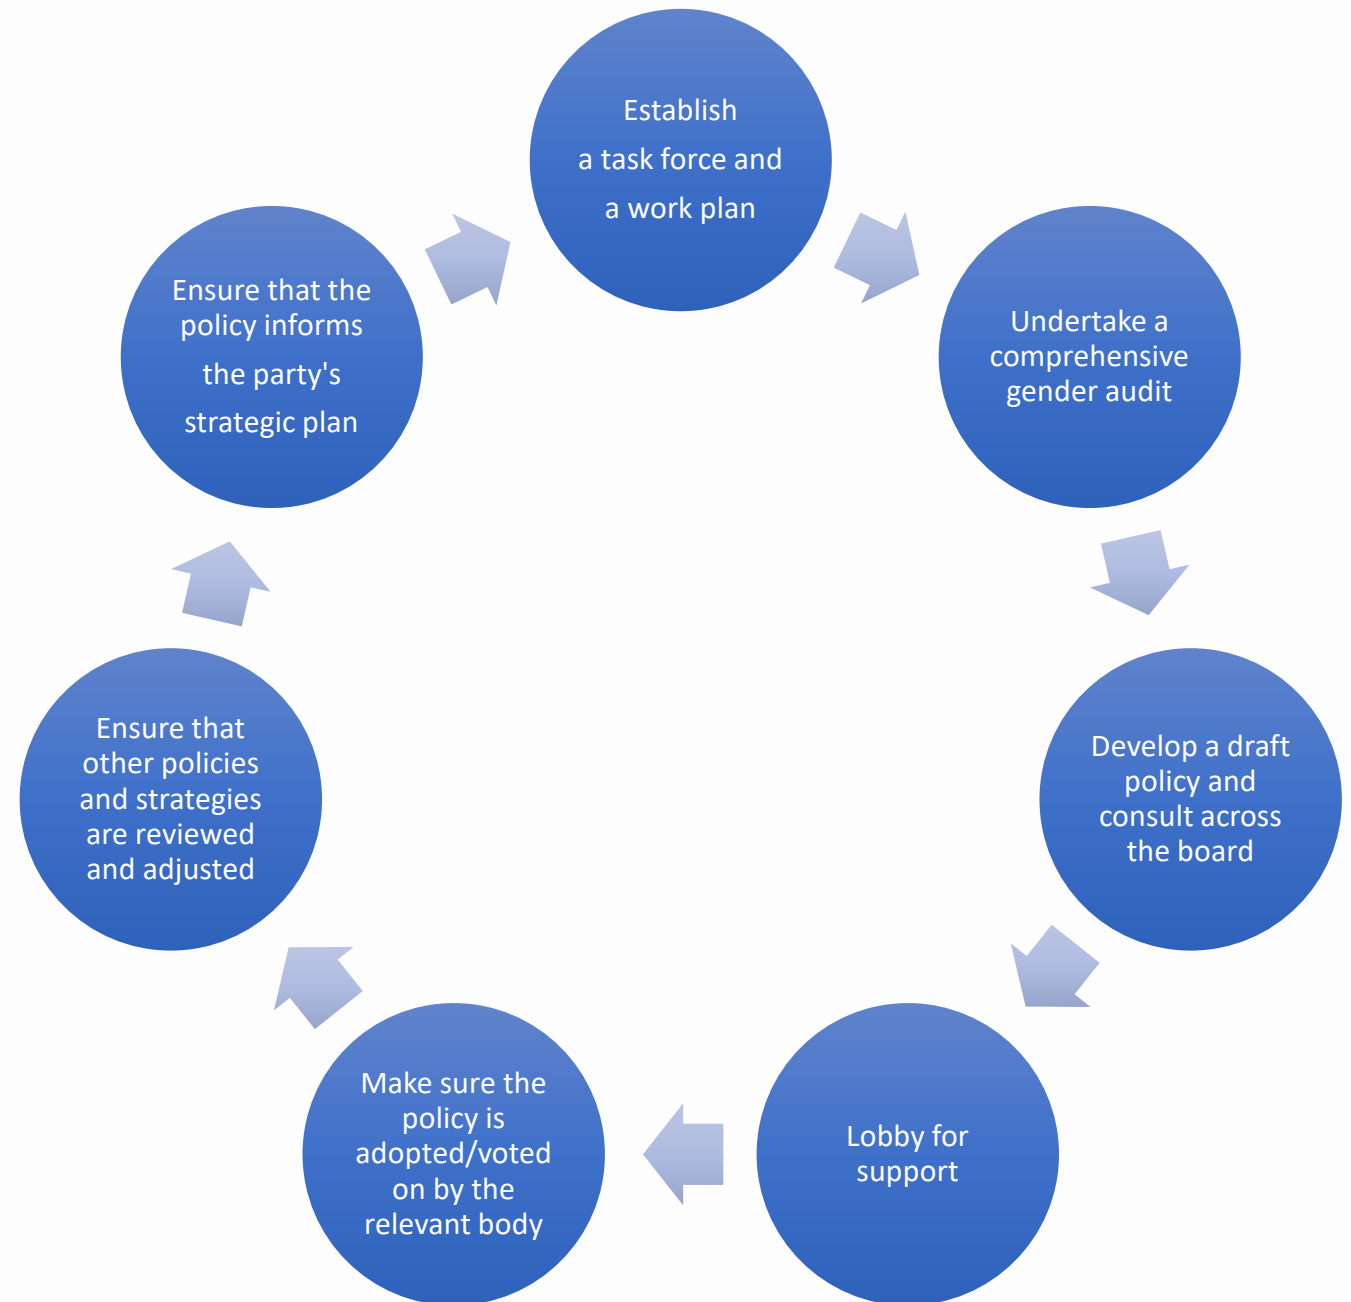 Establish
a task force and
a work plan
Undertake a
comprehensive
gender audit
Develop a draft
policy and
consult across
the board
Lobby for
support
Make sure the
policy is
adopted/voted
on by the
relevant body
Ensure that
other policies
and strategies
are reviewed
and adjusted
Ensure that the
policy informs
the party's
strategic plan